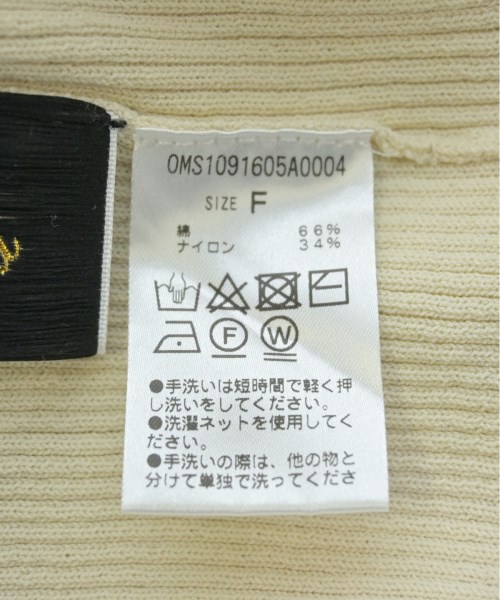 OMS1091605A0004
SIZE F
綿 66%
ナイロン 34%
F W
●手洗いは短時間で軽く押
し洗いをしてください。
●洗濯ネットを使用してく
ださい。
●手洗いの際は、他の物と
分けて単独で洗ってくださ